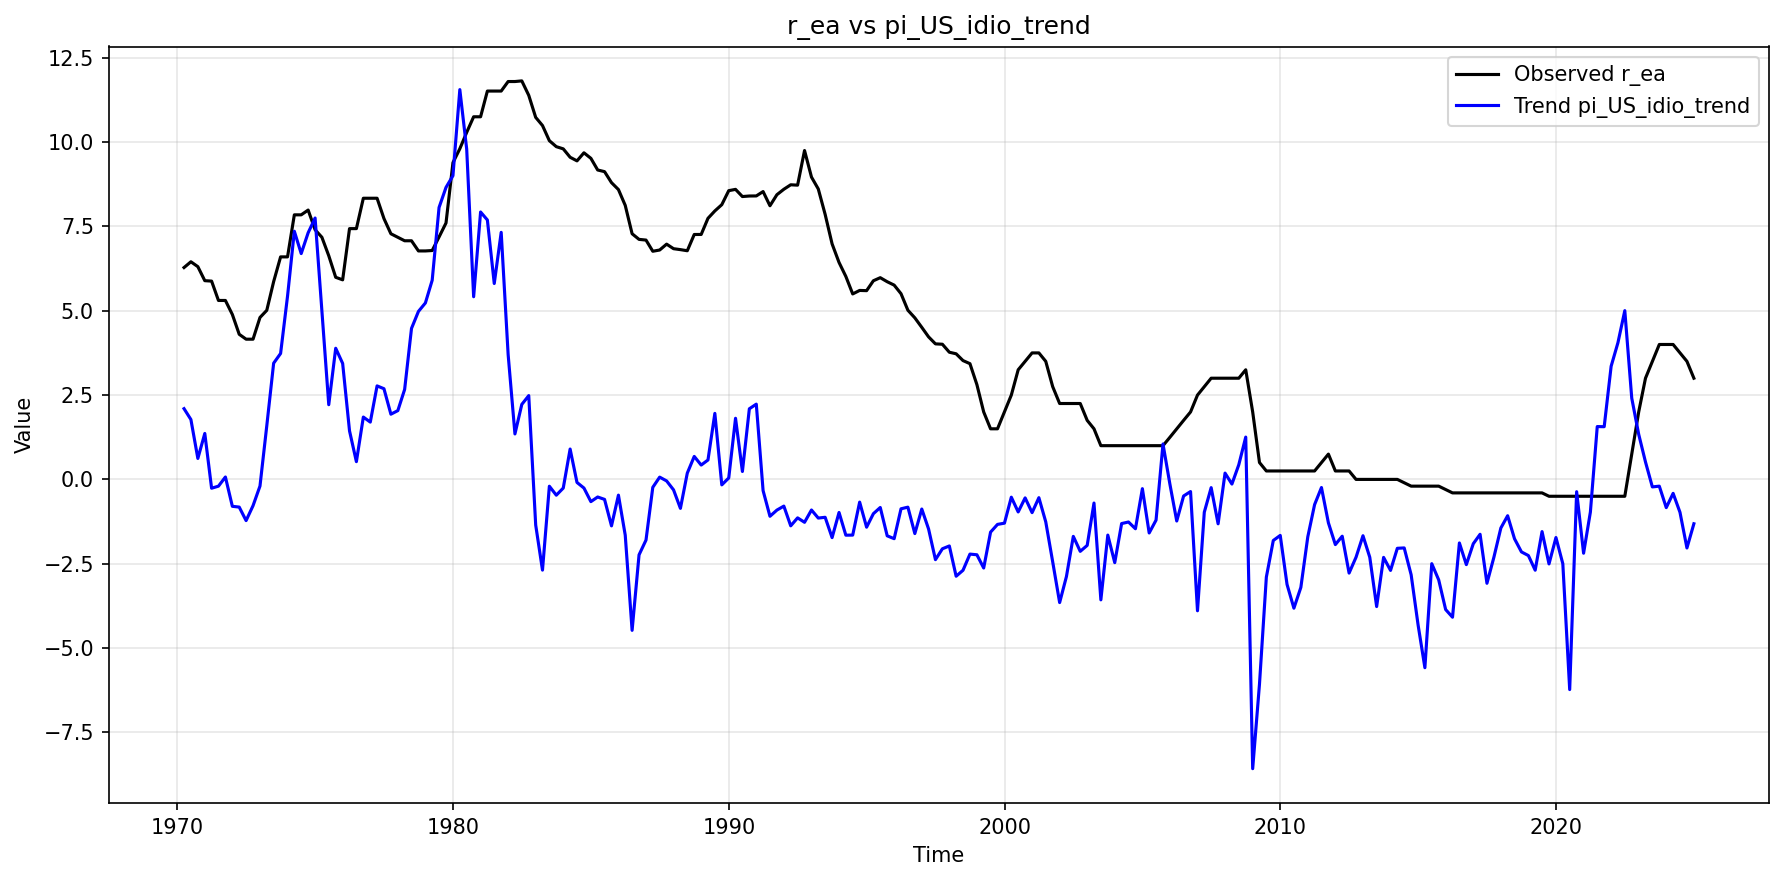 r_ea vs pi_US_idio_trend
Observed r_ea
Trend pi_US_idio_trend
Value
12.5
10.0
7.5
5.0
2.5
0.0
−2.5
−5.0
−7.5
1970 1980 1990 2000 2010 2020
Time